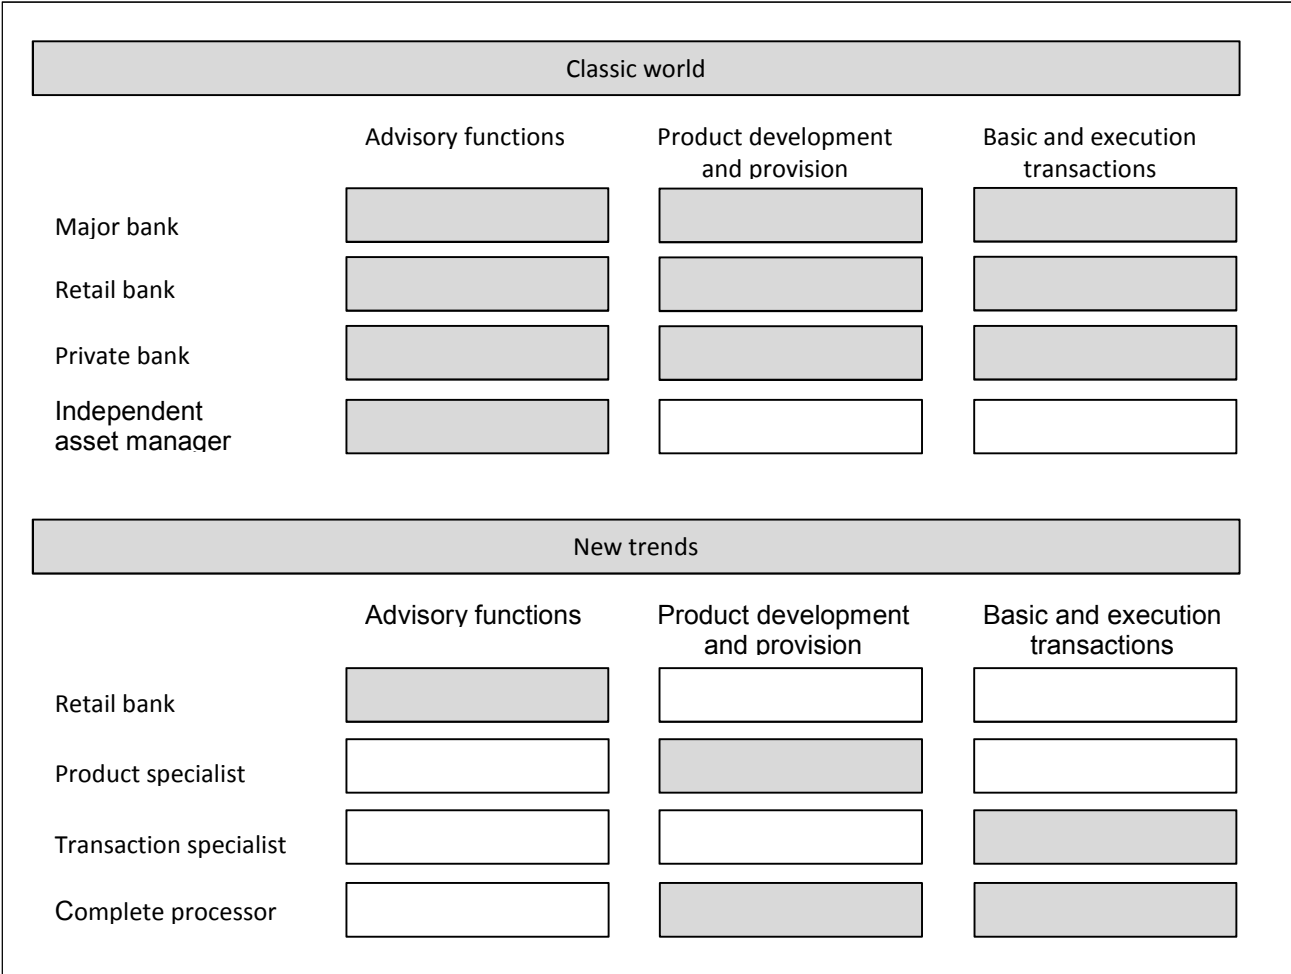 Classic world
Advisory functions
Product development
and provision
Basic and execution
transactions
Major bank
Retail bank
Private bank
Independent
asset manager
New trends
Advisory functions
Product development
and provision
Basic and execution
transactions
Retail bank
Product specialist
Transaction specialist
Complete processor